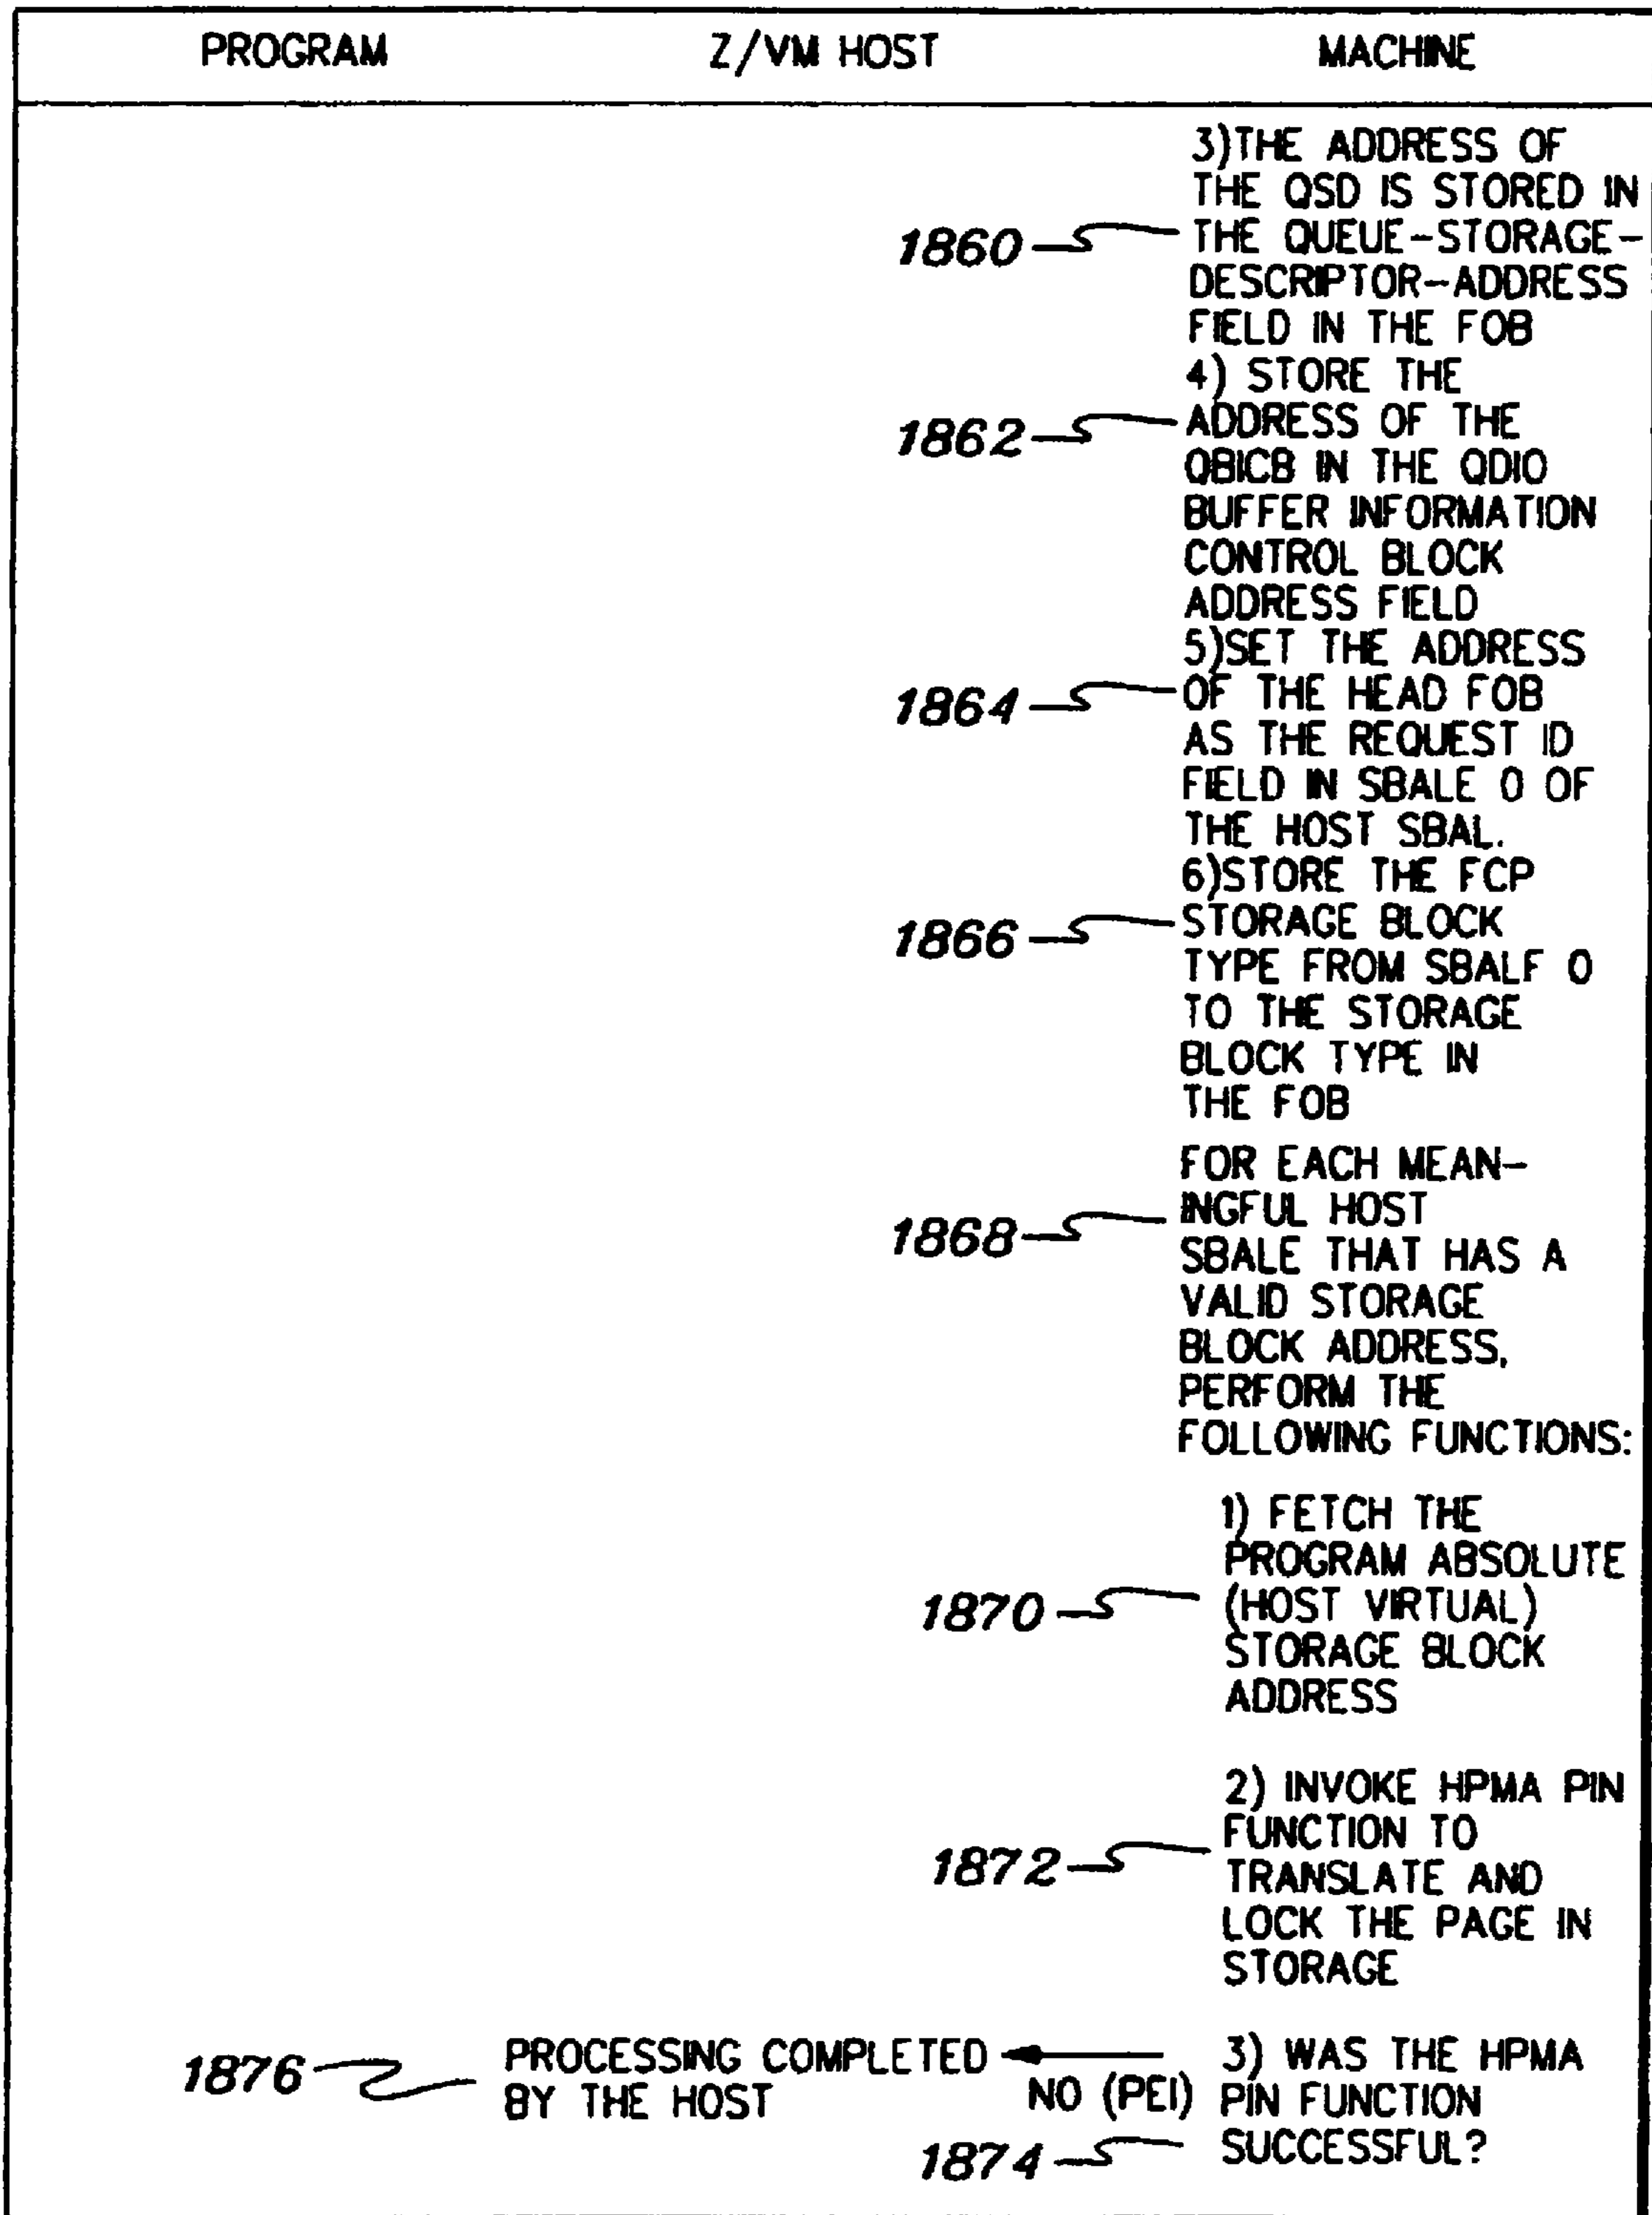 PROGRAM Z/VM HOST MACHINE
3)THE ADDRESS OF
THE QSD IS STORED IN
1860 THE QUEUE-STORAGE-
DESCRIPTOR-ADDRESS
FIELD IN THE FOB
4) STORE THE
1862 ADDRESS OF THE
QBICB IN THE QDIO
BUFFER INFORMATION
CONTROL BLOCK
ADDRESS FIELD
5)SET THE ADDRESS
1864 OF THE HEAD FOB
AS THE REQUEST ID
FIELD IN SBALE 0 OF
THE HOST SBAL.
6)STORE THE FCP
1866 STORAGE BLOCK
TYPE FROM SBALF 0
TO THE STORAGE
BLOCK TYPE IN
THE FOB
FOR EACH MEAN-
1868 INGFUL HOST
SBALE THAT HAS A
VALID STORAGE
BLOCK ADDRESS,
PERFORM THE
FOLLOWING FUNCTIONS:
1) FETCH THE
PROGRAM ABSOLUTE
1870 (HOST VIRTUAL)
STORAGE BLOCK
ADDRESS
2) INVOKE HPMA PIN
FUNCTION TO
1872 TRANSLATE AND
LOCK THE PAGE IN
STORAGE
1876 PROCESSING COMPLETED 3) WAS THE HPMA
BY THE HOST NO (PEI) PIN FUNCTION
1874 SUCCESSFUL?